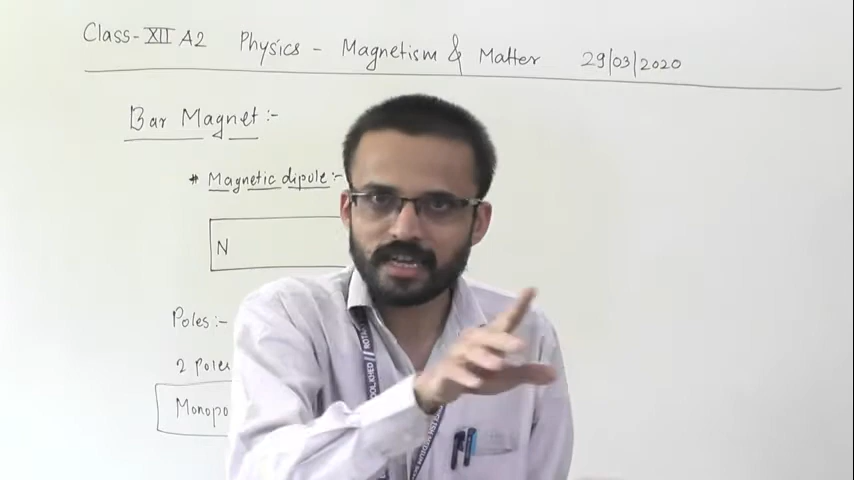 Class-XII A2 Physics - Magnetism & Matter 29/03/2020
Bar Magnet :-
* Magnetic dipole :-
N
Poles :-
2 Poles